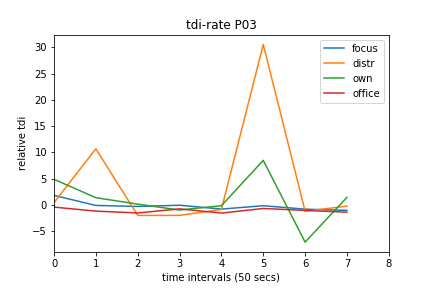 tdi-rate P03
relative tdi
30
25
20
15
10
5
0
−5
0 1 2 3 4 5 6 7 8
time intervals (50 secs)
focus
distr
own
office